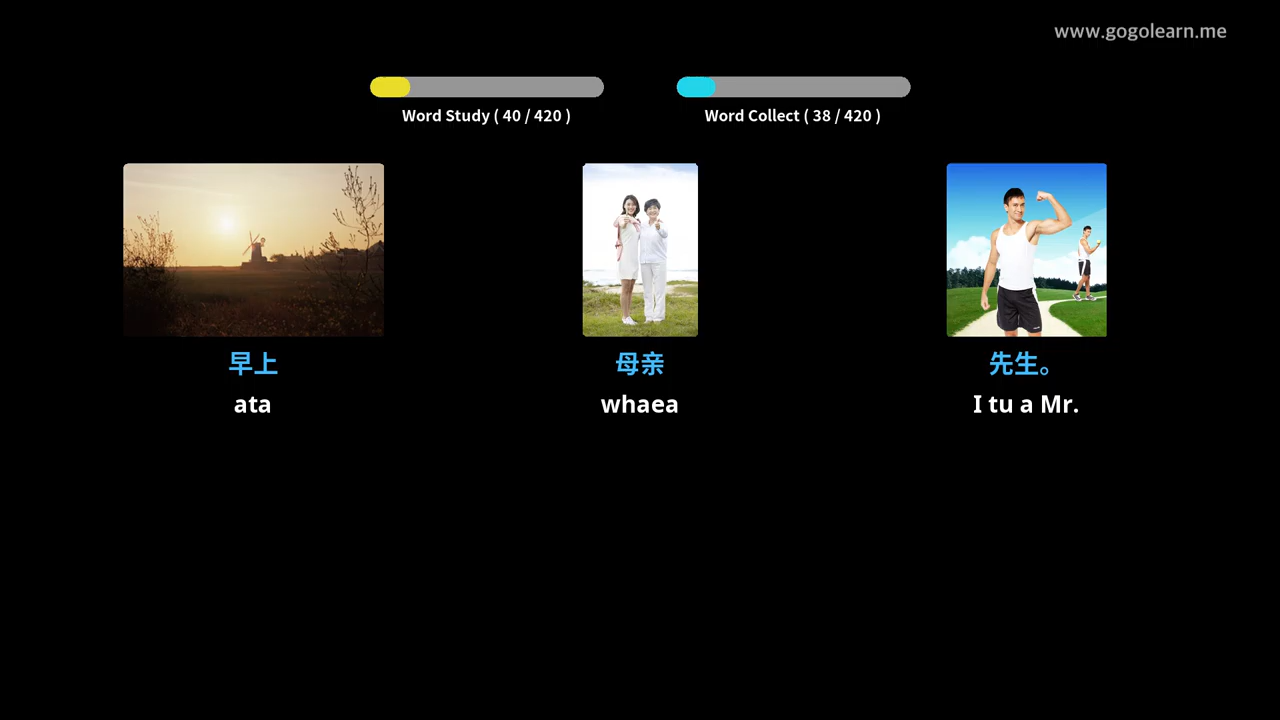 www.gogolearn.me
Word Study ( 40 / 420 )
Word Collect ( 38 / 420 )
早上
母亲
先生。
ata
whaea
I tu a Mr.